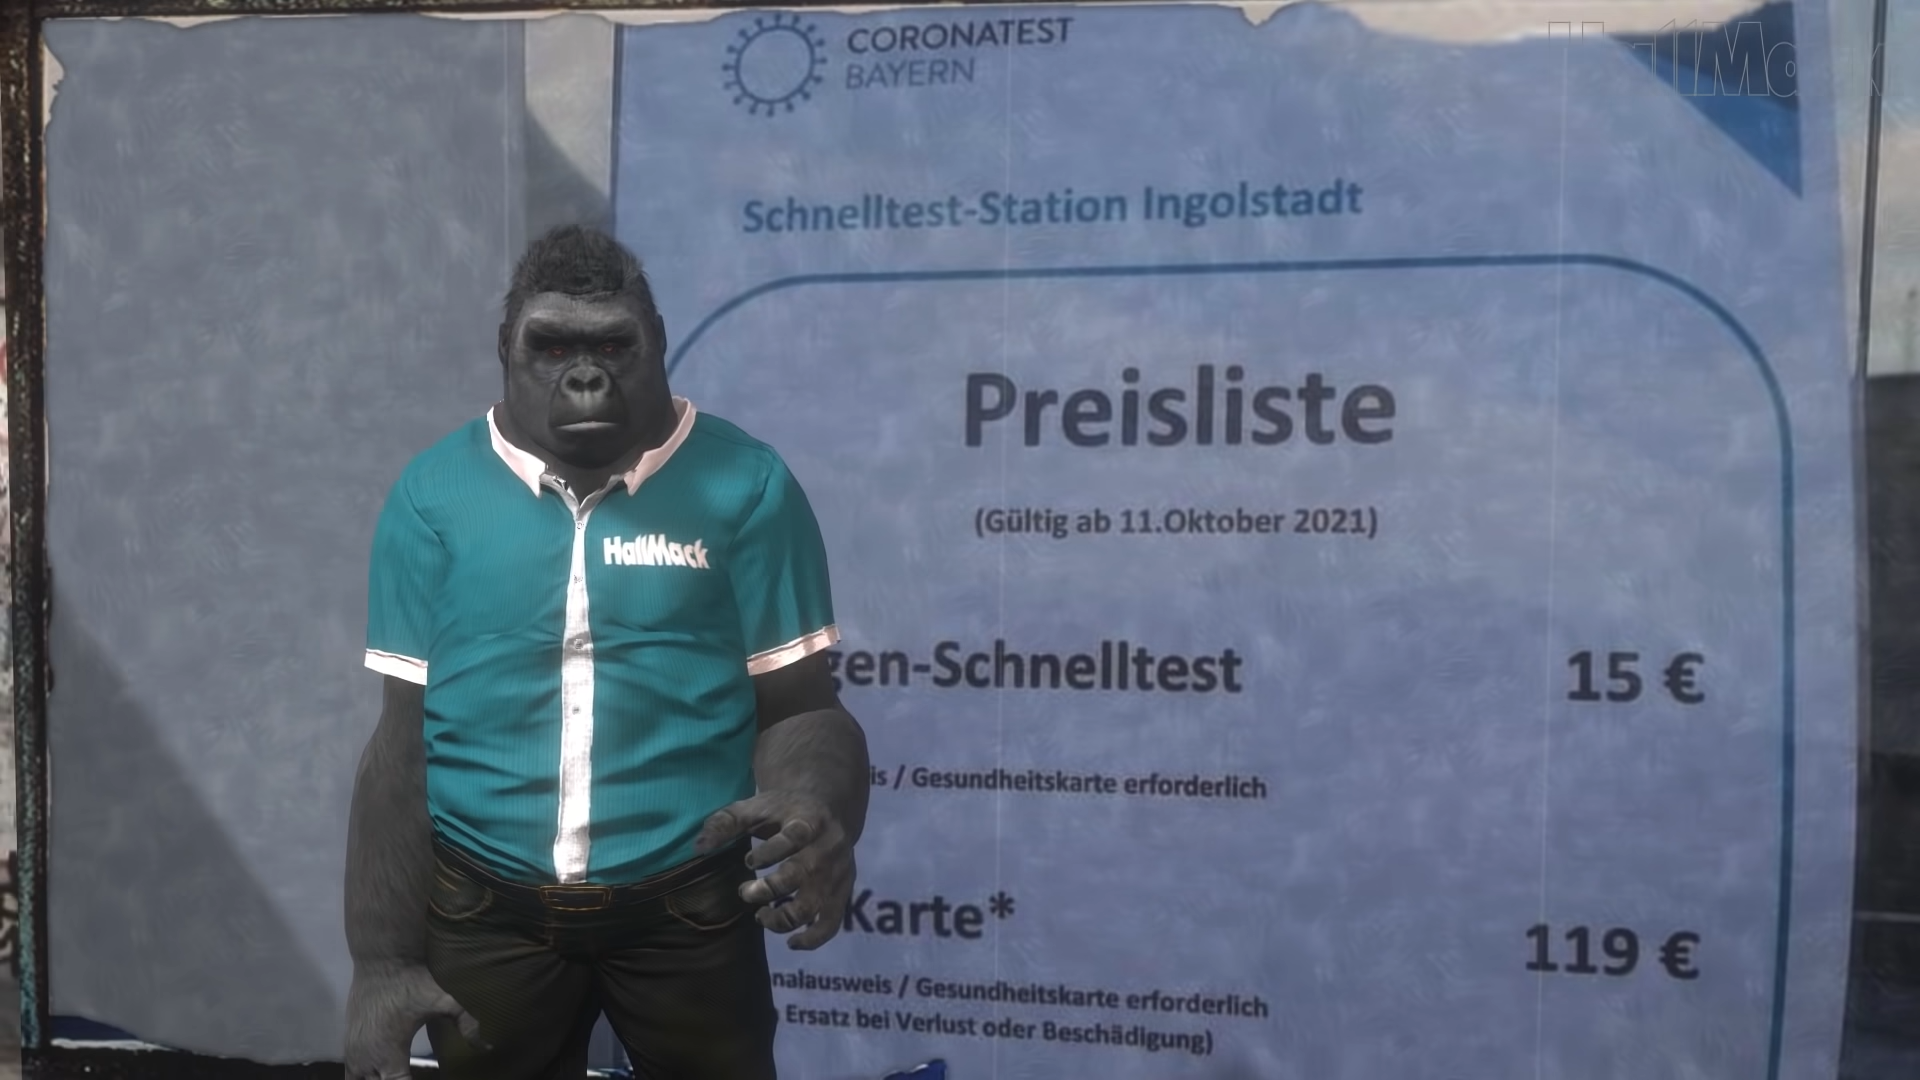 CORONATEST
BAYERN
HallMack
Schnelltest-Station Ingolstadt
Preisliste
(Gültig ab 11.Oktober 2021)
HallMack
gen-Schnelltest 15 €
is / Gesundheitskarte erforderlich
Karte* 119 €
nalausweis / Gesundheitskarte erforderlich
Ersatz bei Verlust oder Beschädigung)